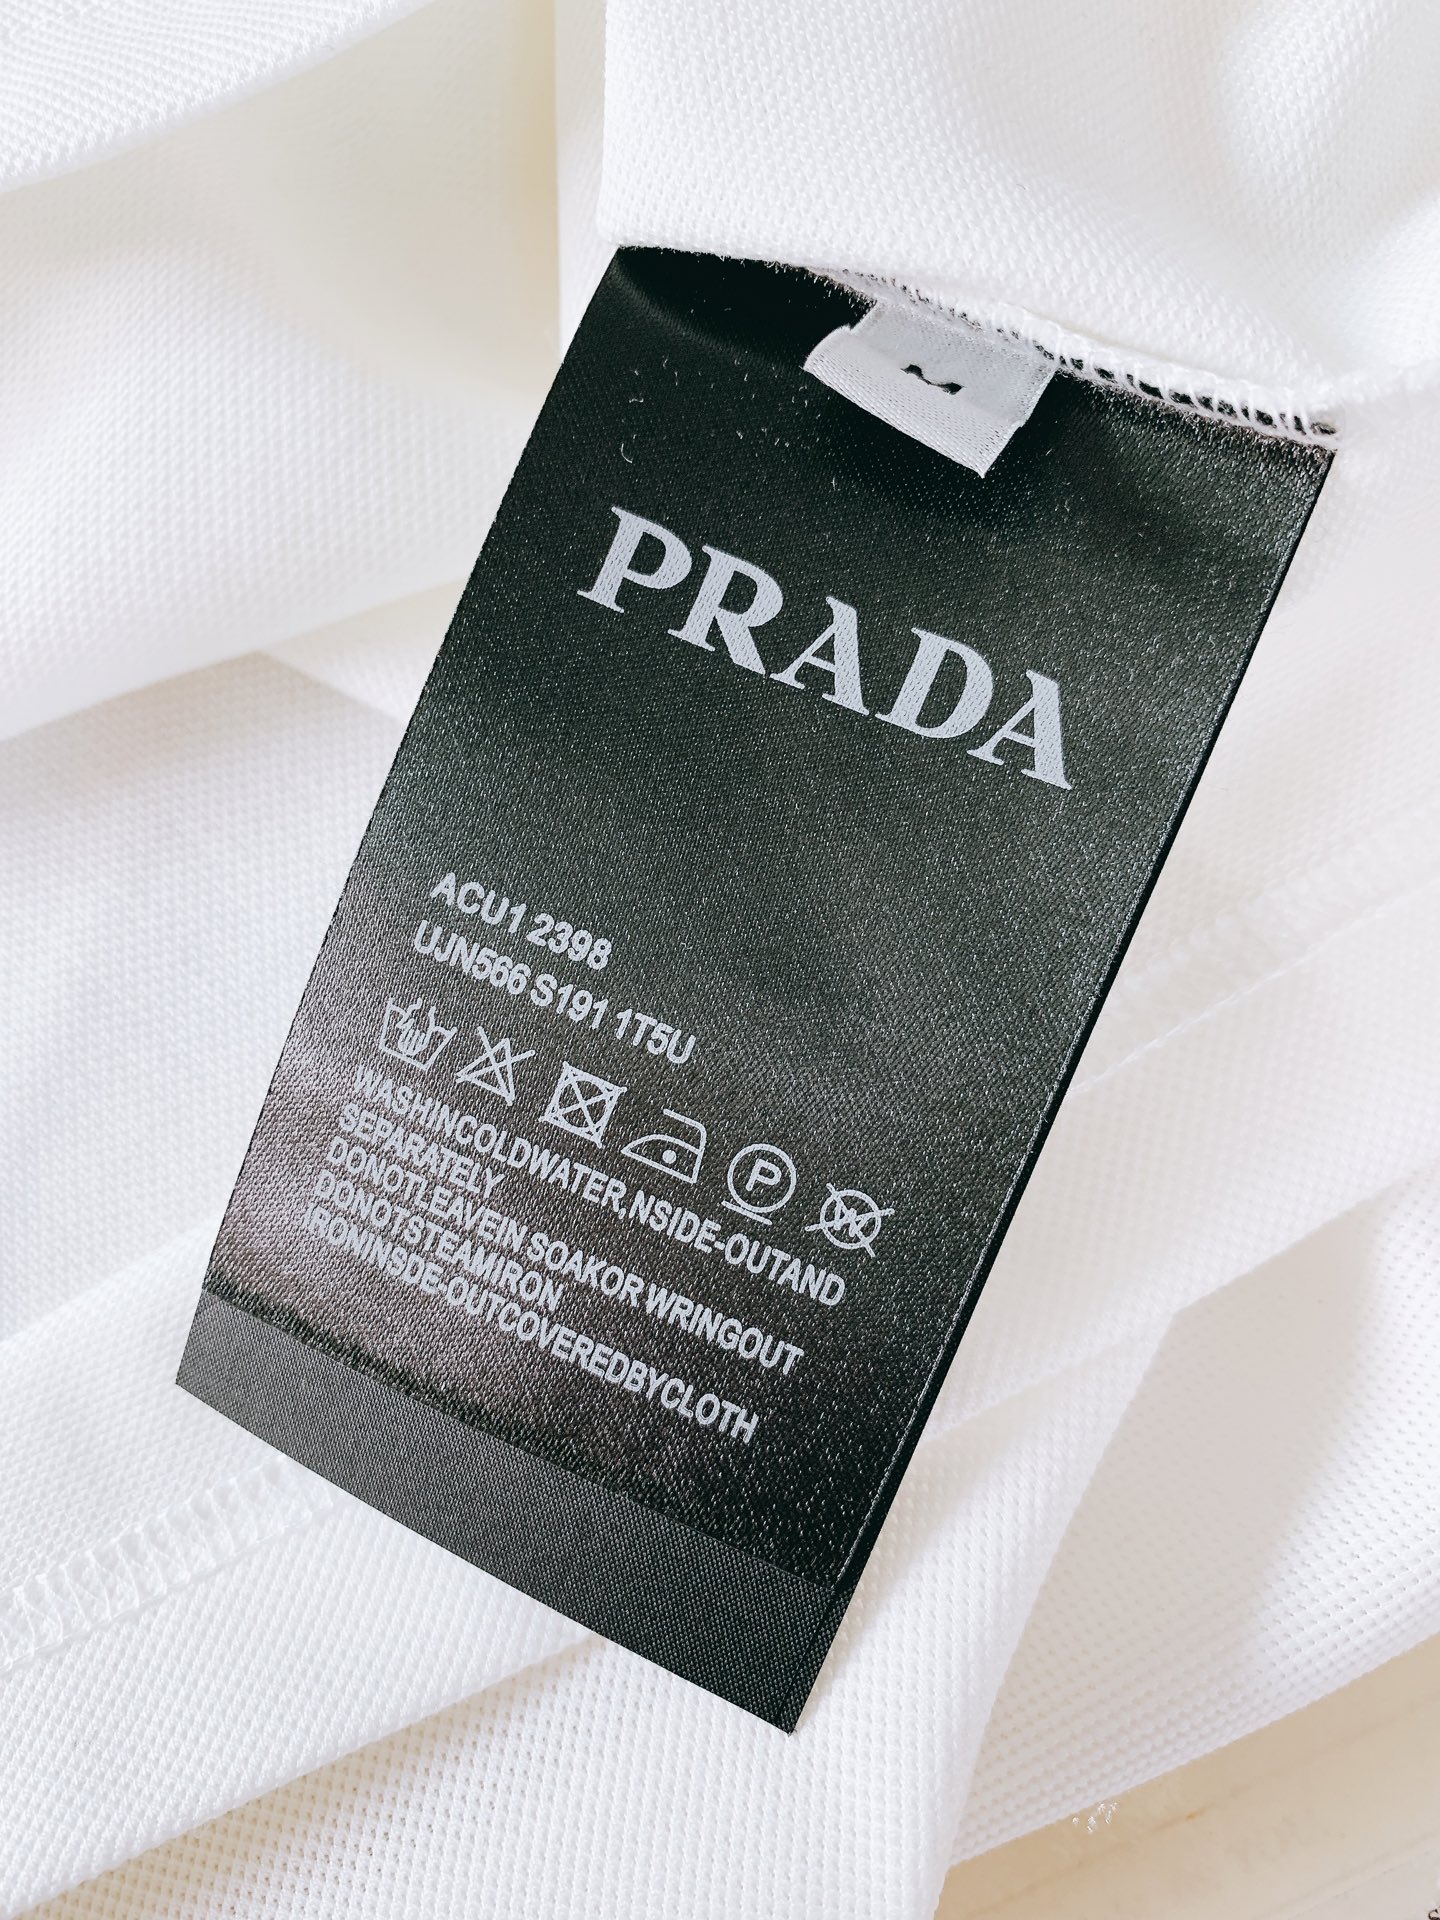 M
PRADA
ACU1 2398
UJN566 S191 1T5U
P
WASHINCOLDWATER,NSIDE-OUTAND
SEPARATELY
DONOTLEAVEIN SOAKOR WRINGOUT
DONOTSTEAMIRON
IRONINSDE-OUTCOVEREDBYCLOTH